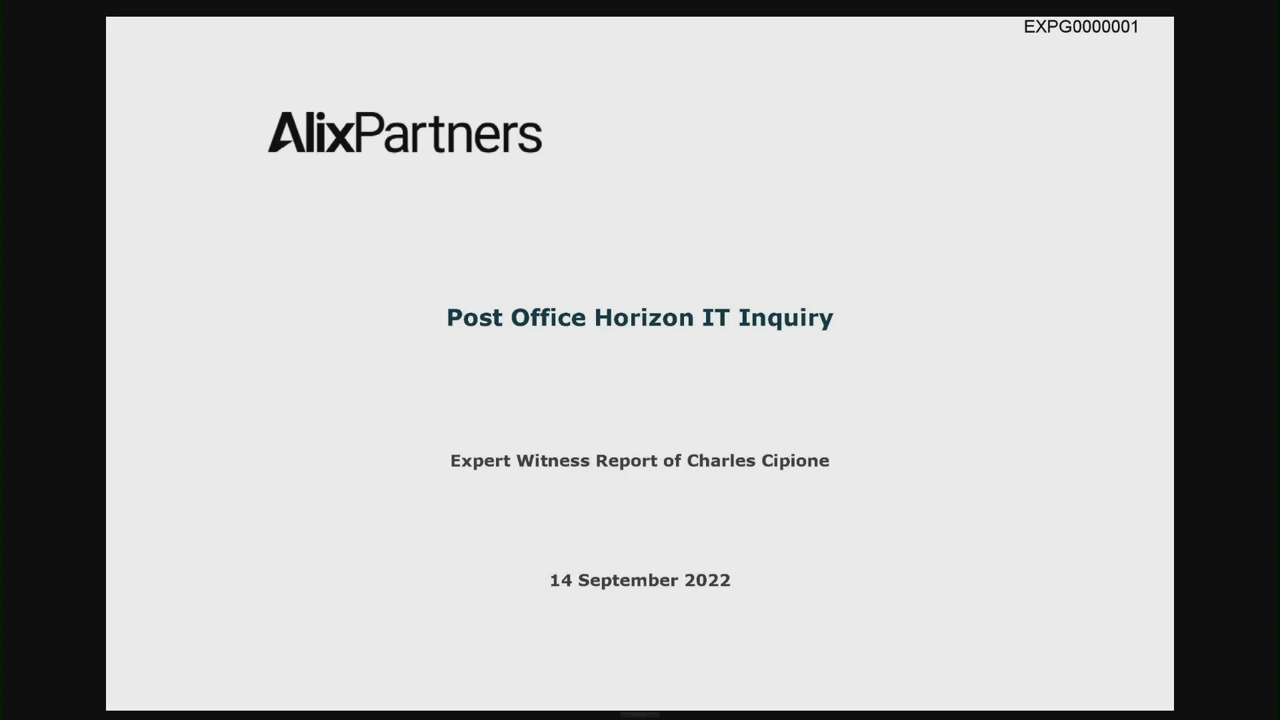 EXPG0000001
AlixPartners
Post Office Horizon IT Inquiry
Expert Witness Report of Charles Cipione
14 September 2022